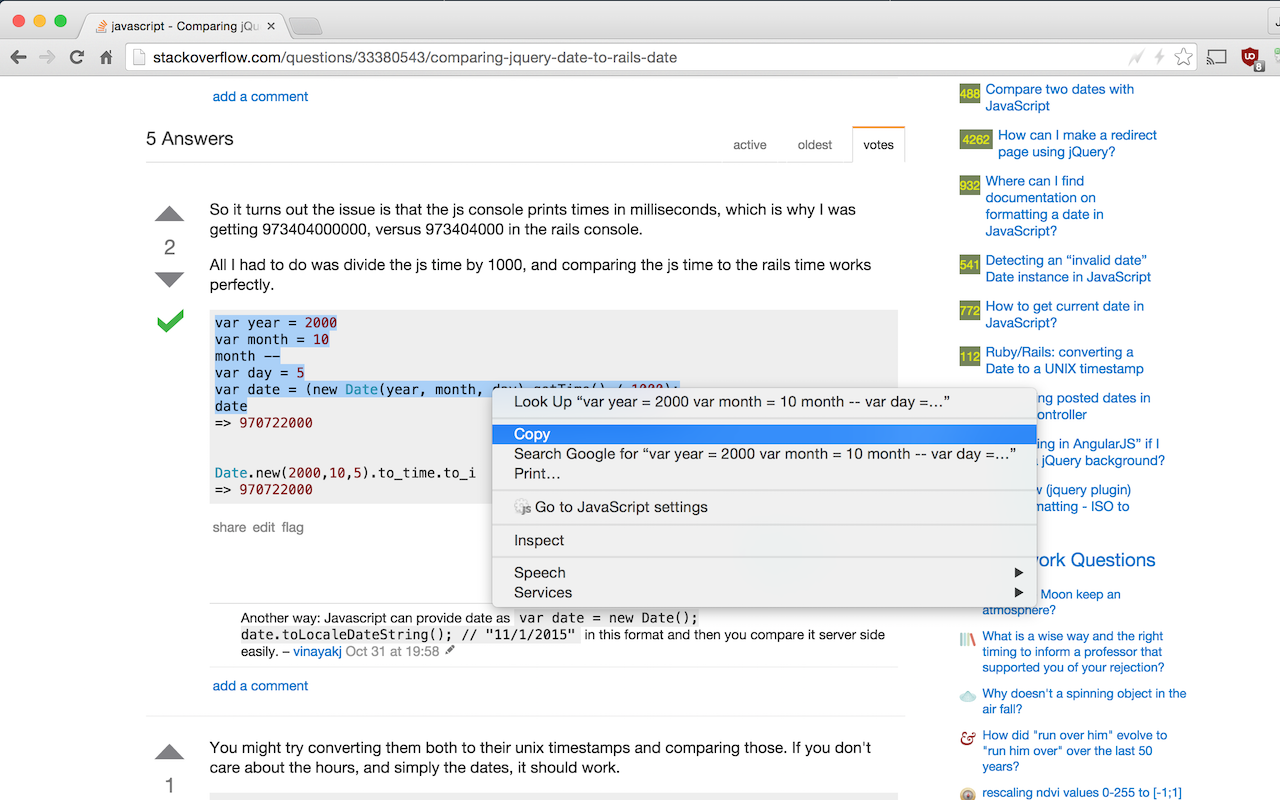 javascript - Comparing jQu
stackoverflow.com/questions/33380543/comparing-jquery-date-to-rails-date
8
add a comment
5 Answers
active oldest votes
2
So it turns out the issue is that the js console prints times in milliseconds, which is why I was
getting 973404000000, versus 973404000 in the rails console.
All I had to do was divide the js time by 1000, and comparing the js time to the rails time works
perfectly.
var year = 2000
var month = 10
month --
var day = 5
var date = (new Date(year, month, day).getTime() / 1000);
date
=> 970722000
Date.new(2000,10,5).to_time.to_i
=> 970722000
share edit flag
Look Up “var year = 2000 var month = 10 month -- var day =…”
Copy
Search Google for “var year = 2000 var month = 10 month -- var day =…”
Print…
Go to JavaScript settings
Inspect
Speech
Services
Another way: Javascript can provide date as var date = new Date();
date.toLocaleDateString(); // "11/1/2015" in this format and then you compare it server side
easily. – vinayakj Oct 31 at 19:58
add a comment
1
You might try converting them both to their unix timestamps and comparing those. If you don't
care about the hours, and simply the dates, it should work.
488 Compare two dates with
JavaScript
4262 How can I make a redirect
page using jQuery?
932 Where can I find
documentation on
formatting a date in
JavaScript?
541 Detecting an “invalid date”
Date instance in JavaScript
772 How to get current date in
JavaScript?
112 Ruby/Rails: converting a
Date to a UNIX timestamp
ng posted dates in
ontroller
ing in AngularJS” if I
jQuery background?
w (jquery plugin)
matting - ISO to
ork Questions
Moon keep an
atmosphere?
What is a wise way and the right
timing to inform a professor that
supported you of your rejection?
Why doesn't a spinning object in the
air fall?
How did "run over him" evolve to
"run him over" over the last 50
years?
rescaling ndvi values 0-255 to [-1;1]